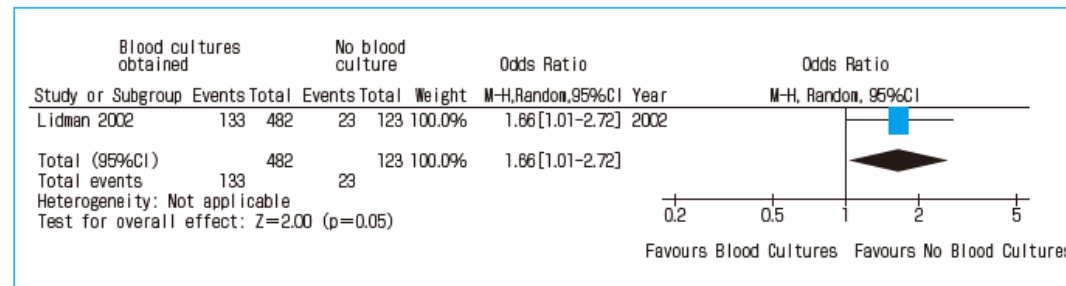 Blood cultures obtained No blood culture Odds Ratio Odds Ratio
Study or Subgroup Events Total Events Total Weight M-H,Random,95%CI Year M-H, Random, 95%CI
Lidman 2002 133 482 23 123 100.0% 1.66[1.01-2.72] 2002
Total (95%CI) 482 123 100.0% 1.66[1.01-2.72]
Total events 133 23
Heterogeneity: Not applicable
Test for overall effect: Z=2.00 (p=0.05)
0.2 0.5 1 2 5
Favours Blood Cultures Favours No Blood Cultures